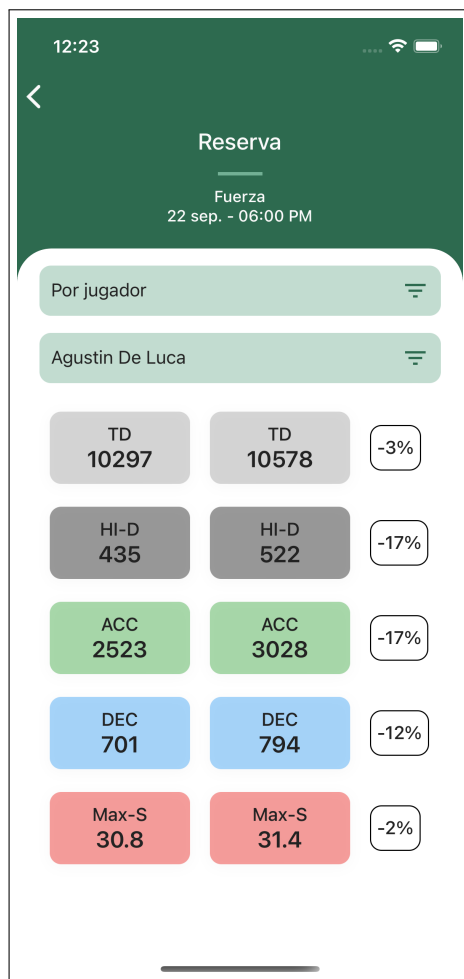 12:23
Reserva
Fuerza
22 sep. - 06:00 PM
Por jugador
Agustin De Luca
TD TD
10297 10578 -3%
HI-D HI-D
435 522 -17%
ACC ACC
2523 3028 -17%
DEC DEC
701 794 -12%
Max-S Max-S
30.8 31.4 -2%